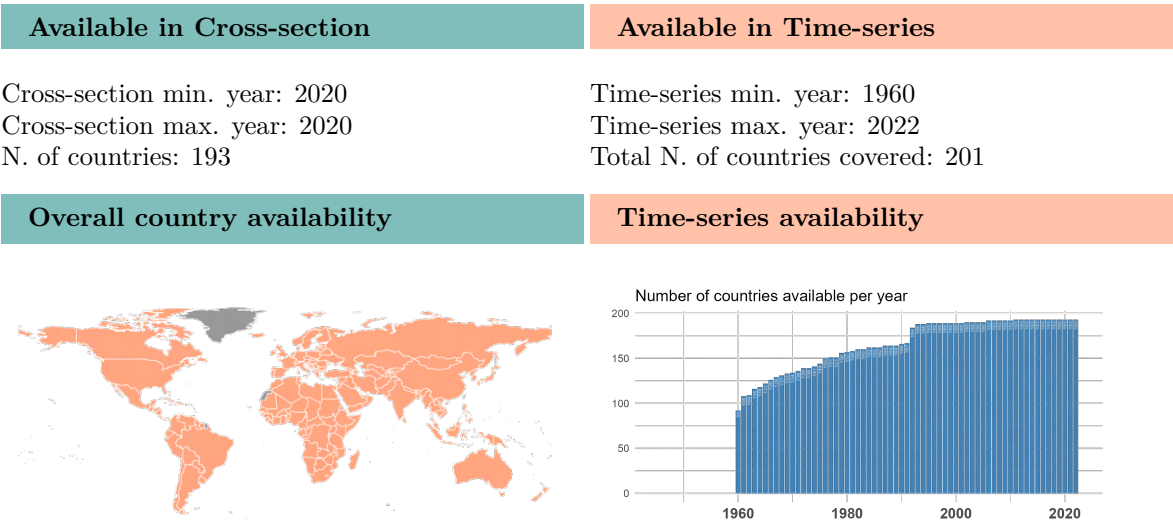 Available in Cross-section
Cross-section min. year: 2020
Cross-section max. year: 2020
N. of countries: 193
Available in Time-series
Time-series min. year: 1960
Time-series max. year: 2022
Total N. of countries covered: 201
Overall country availability
Time-series availability
Number of countries available per year
200
150
100
50
0
1960 1980 2000 2020